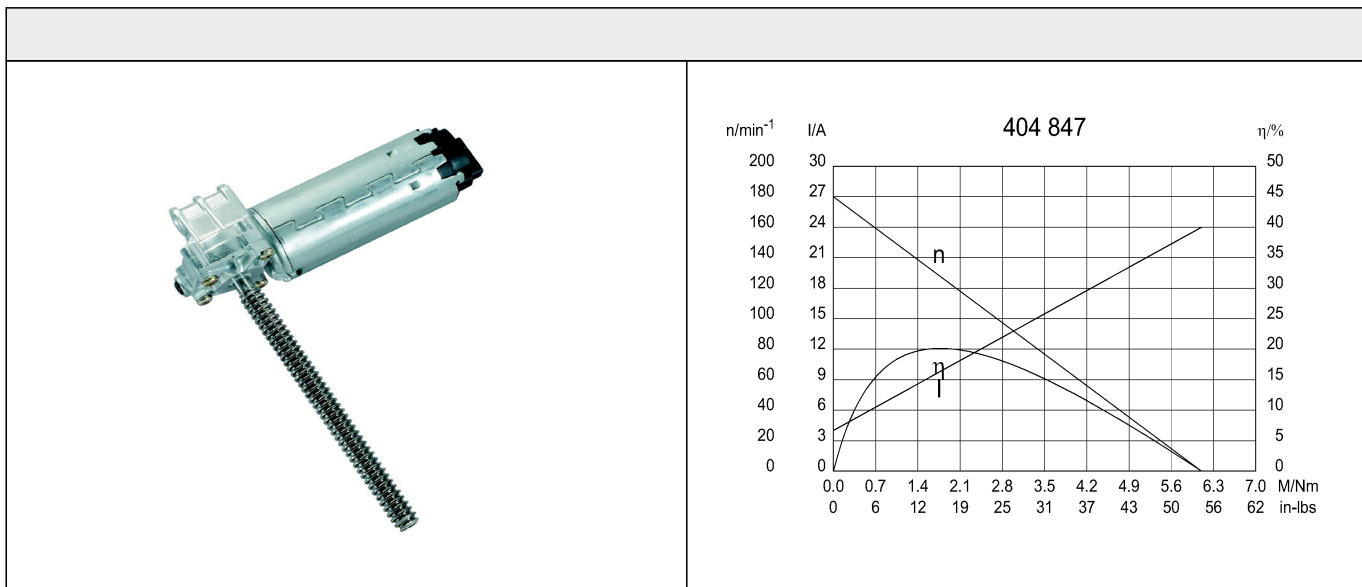 404 847
n/min-1 I/A η/%
200 30 50
180 27 45
160 24 40
140 21 35
n
120 18 30
100 15 25
80 12 20
η
60 9 15
I
40 6 10
20 3 5
0 0 0
0.0 0.7 1.4 2.1 2.8 3.5 4.2 4.9 5.6 6.3 7.0 M/Nm
0 6 12 19 25 31 37 43 50 56 62 in-lbs